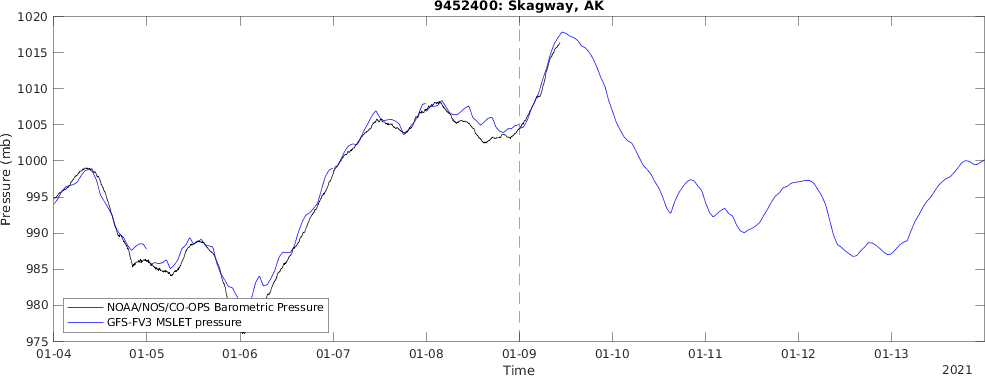 9452400: Skagway, AK
1020
1015
1010
1005
1000
995
990
985
980
975
Pressure (mb)
NOAA/NOS/CO-OPS Barometric Pressure
GFS-FV3 MSLET pressure
01-04 01-05 01-06 01-07 01-08 01-09 01-10 01-11 01-12 01-13
Time
2021